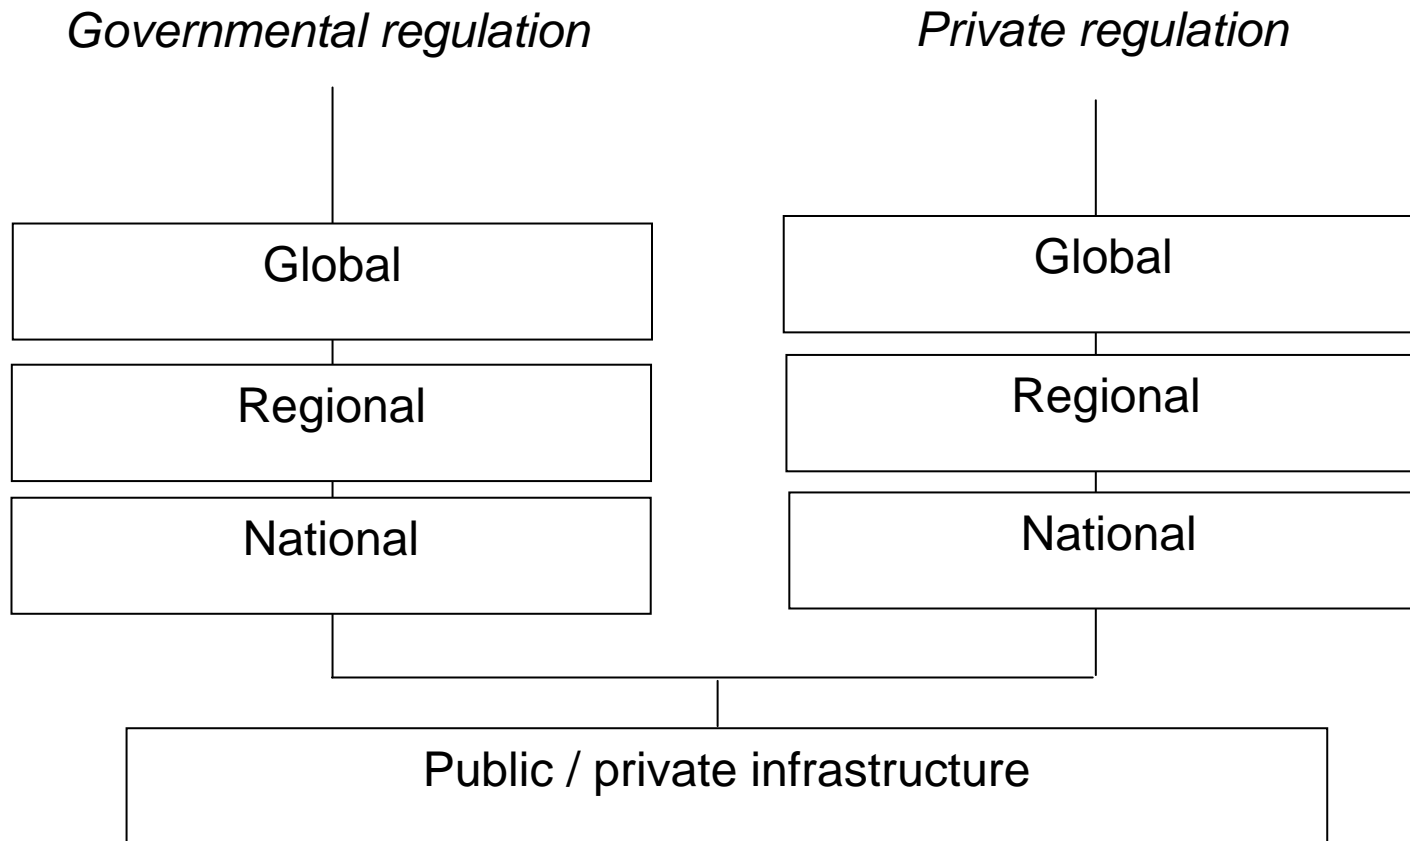 Governmental regulation
Private regulation
Global
Global
Regional
Regional
National
National
Public / private infrastructure